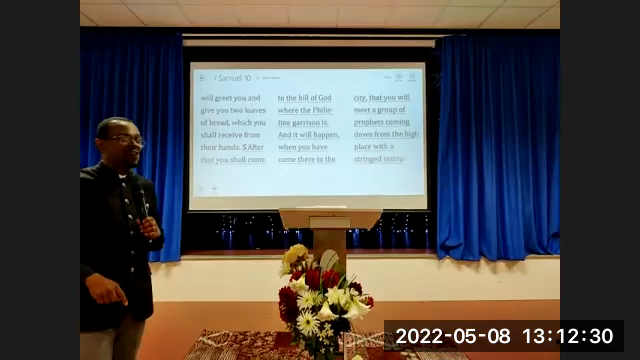 Samuel 10
will greet you and
give you two loaves
of bread, which you
shall receive from
their hands. 5 After
that you shall come
to the hill of God
where the Philis-
tine garrison is.
And it will happen,
when you have
come there to the
city, that you will
meet a group of
prophets coming
down from the high
place with a
stringed instru-
2022-05-08 13:12:30